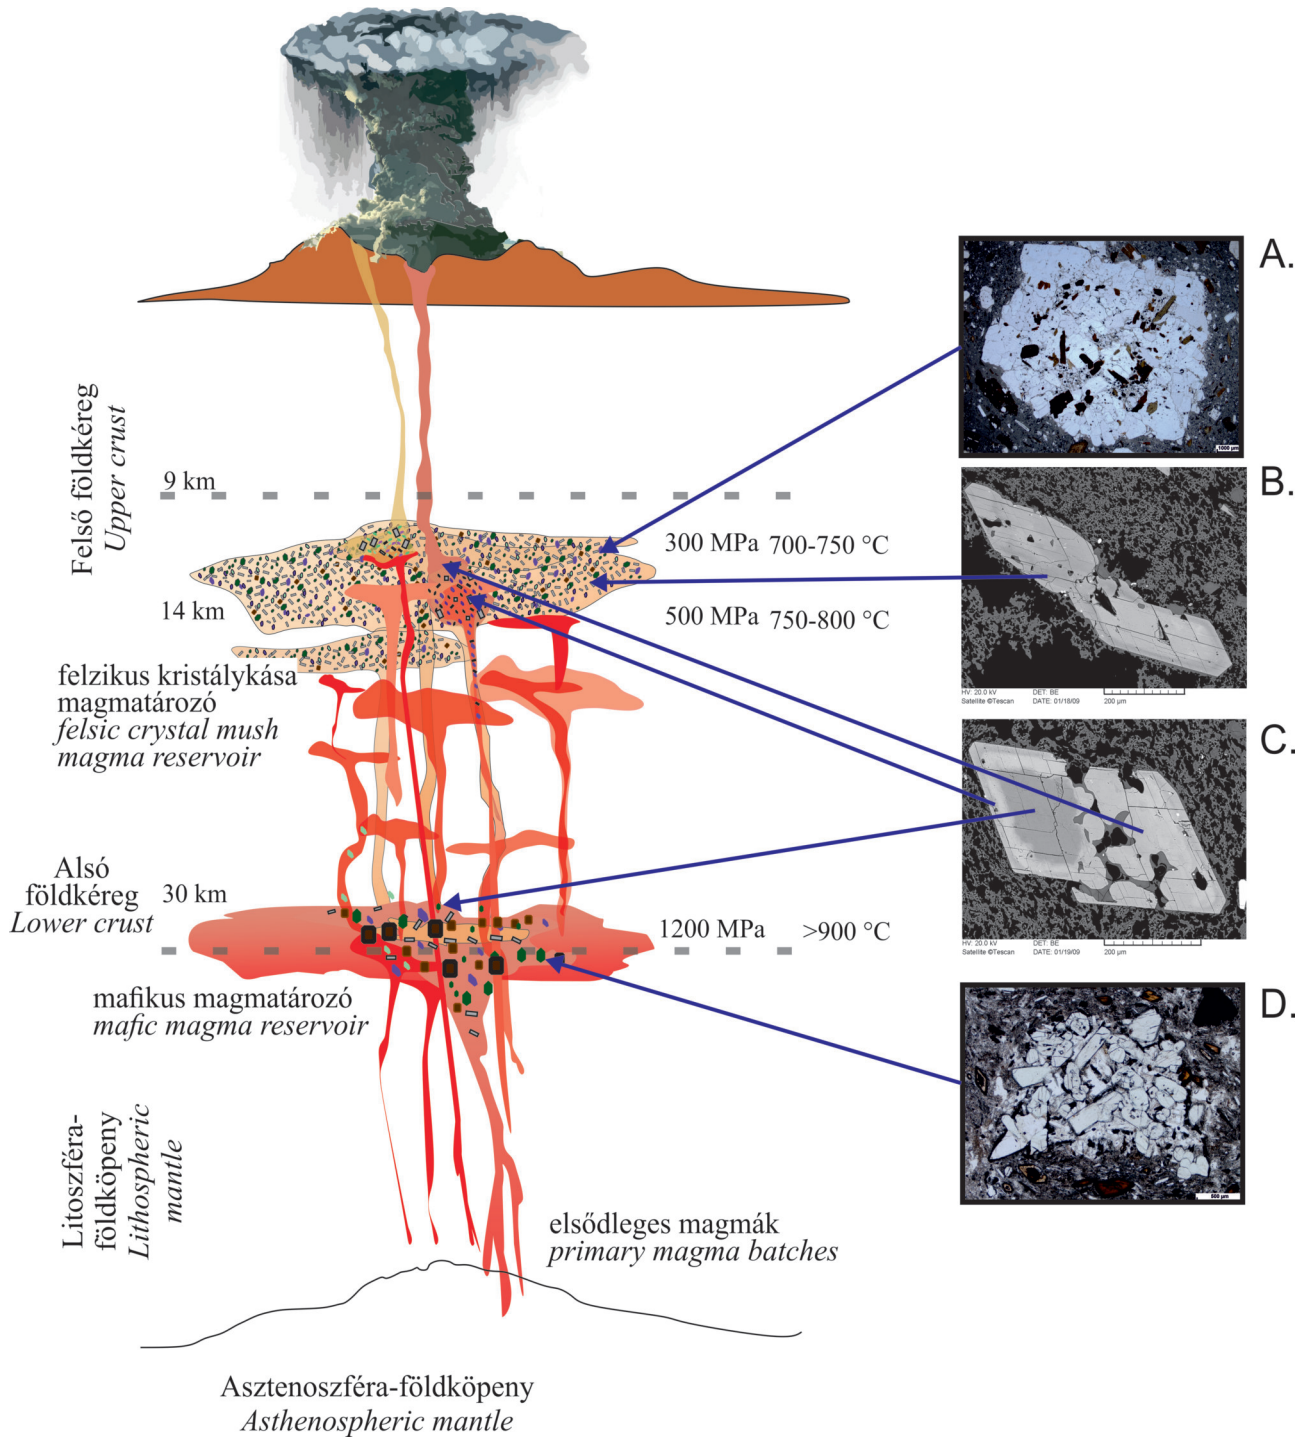 A.
1000 µm
Felső földkéreg
Upper crust
9 km
B.
300 MPa 700-750 °C
14 km
500 MPa 750-800 °C
felzikus kristálykása
magmatározó
felsic crystal mush
magma reservoir
HV: 20.0 kV DET: BE
Satellite ©Tescan DATE: 01/18/09 200 µm
C.
Alsó
földkéreg
Lower crust
30 km
1200 MPa >900 °C
HV: 20.0 kV DET: BE
Satellite ©Tescan DATE: 01/19/09 200 µm
mafikus magmatározó
mafic magma reservoir
D.
500 µm
Litoszféra-
földköpeny
Lithospheric
mantle
elsődleges magmák
primary magma batches
Asztenoszféra-földköpeny
Asthenospheric mantle